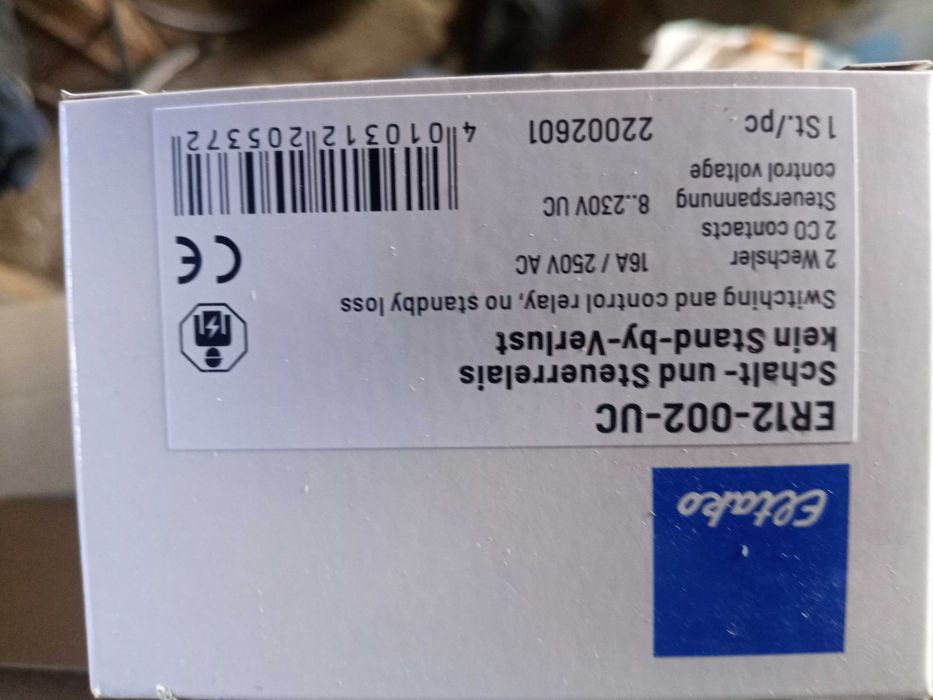 Eltako
ER12-002-UC
Schalt- und Steuerrelais
kein Stand-by-Verlust
Switching and control relay, no standby loss
2 Wechsler 16A / 250V AC
2 CO contacts
Steuerspannung 8..230V UC
control voltage
1 St./pc 22002601
4 010312 205372
CE